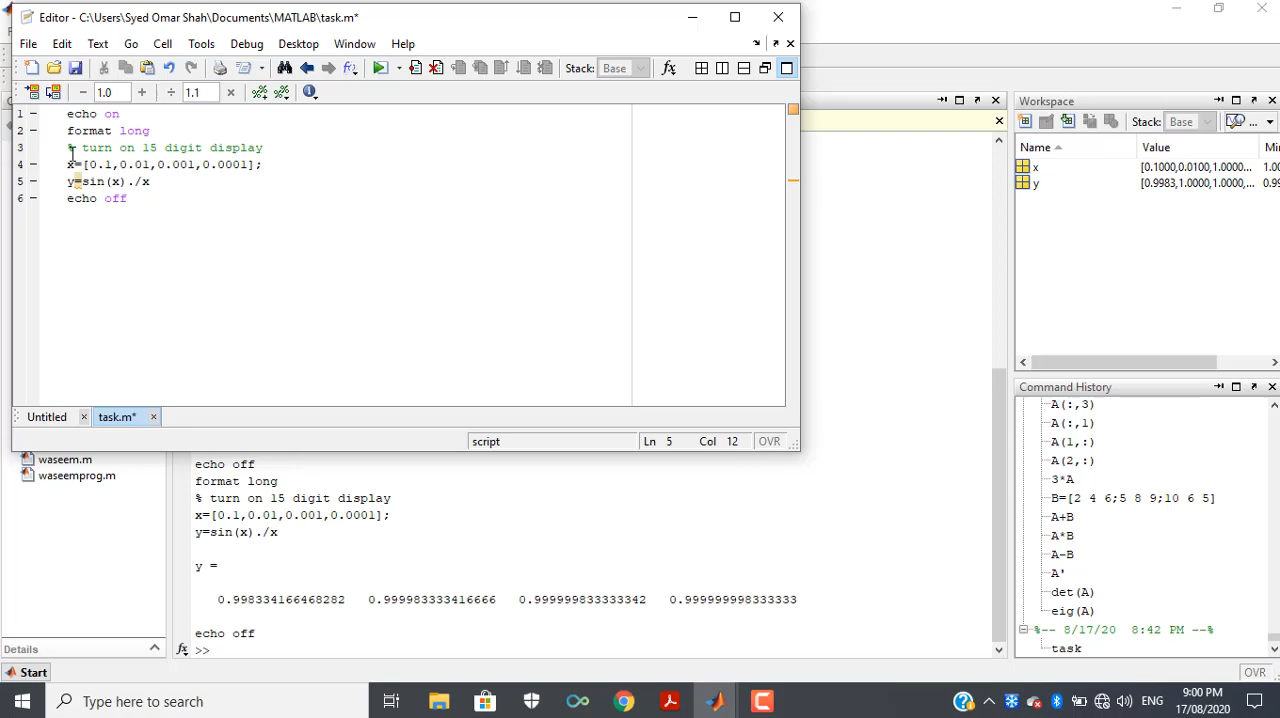 Editor - C:\Users\Syed Omar Shah\Documents\MATLAB\task.m*
File Edit Text Go Cell Tools Debug Desktop Window Help
Stack: Base
1.0
1.1
1 echo on
2 format long
3 % turn on 15 digit display
4 x=[0.1,0.01,0.001,0.0001];
5 y=sin(x)./x
6 echo off
Untitled task.m*
script Ln 5 Col 12 OVR
waseem.m
waseemprog.m
Details
Start
echo off
format long
% turn on 15 digit display
x=[0.1,0.01,0.001,0.0001];
y=sin(x)./x
y =
0.998334166468282 0.999983333416666 0.999999833333342 0.999999998333333
echo off
fx >>
Workspace
Stack: Base
Name Value
x [0.1000,0.0100,1.0000...
y [0.9983,1.0000,1.0000,...
Command History
A(:,3)
A(:,1)
A(1,:)
A(2,:)
3*A
B=[2 4 6;5 8 9;10 6 5]
A+B
A*B
A-B
A'
det(A)
eig(A)
%-- 8/17/20 8:42 PM --%
task
OVR
Type here to search
ENG
9:00 PM
17/08/2020